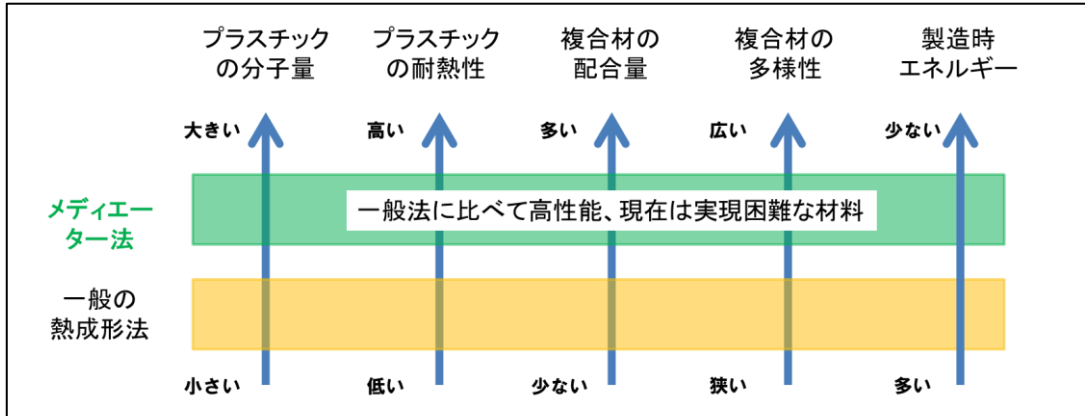 プラスチック
の分子量
プラスチック
の耐熱性
複合材の
配合量
複合材の
多様性
製造時
エネルギー
大きい
高い
多い
広い
少ない
メディエー
ター法
一般法に比べて高性能、現在は実現困難な材料
一般の
熱成形法
小さい
低い
少ない
狭い
多い